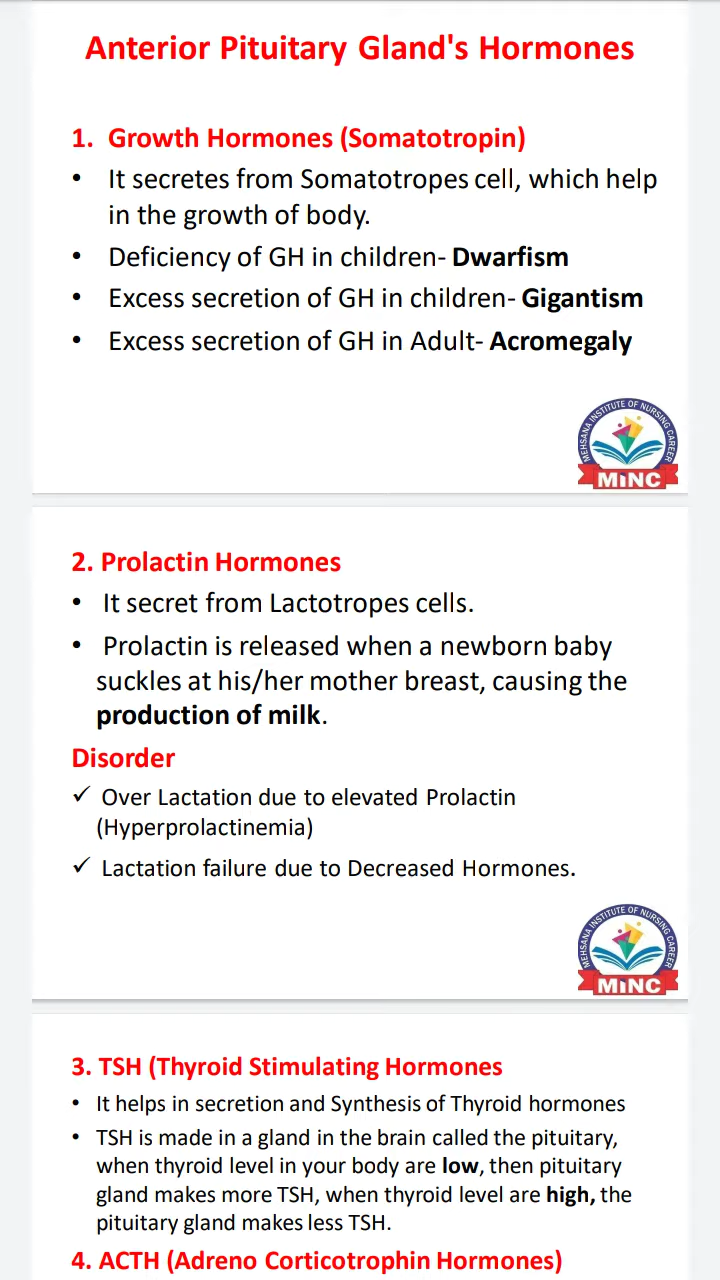 Anterior Pituitary Gland's Hormones
1. Growth Hormones (Somatotropin)
• It secretes from Somatotropes cell, which help
in the growth of body.
• Deficiency of GH in children- Dwarfism
• Excess secretion of GH in children- Gigantism
• Excess secretion of GH in Adult- Acromegaly
MEHSANA INSTITUTE OF NURSING CAREER
MiNC
2. Prolactin Hormones
• It secret from Lactotropes cells.
• Prolactin is released when a newborn baby
suckles at his/her mother breast, causing the
production of milk.
Disorder
✓ Over Lactation due to elevated Prolactin
(Hyperprolactinemia)
✓ Lactation failure due to Decreased Hormones.
MEHSANA INSTITUTE OF NURSING CAREER
MiNC
3. TSH (Thyroid Stimulating Hormones
• It helps in secretion and Synthesis of Thyroid hormones
• TSH is made in a gland in the brain called the pituitary,
when thyroid level in your body are low, then pituitary
gland makes more TSH, when thyroid level are high, the
pituitary gland makes less TSH.
4. ACTH (Adreno Corticotrophin Hormones)